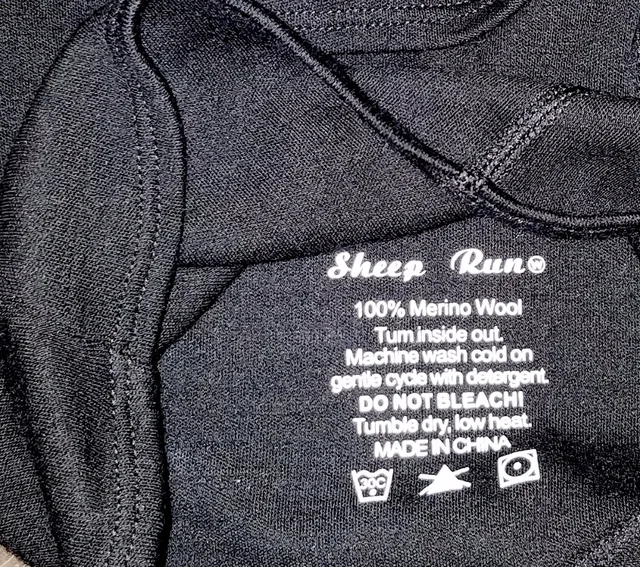 Sheep Run Ⓦ
100% Merino Wool
Turn inside out.
Machine wash cold on
gentle cycle with detergent.
DO NOT BLEACH!
Tumble dry, low heat.
MADE IN CHINA
30C